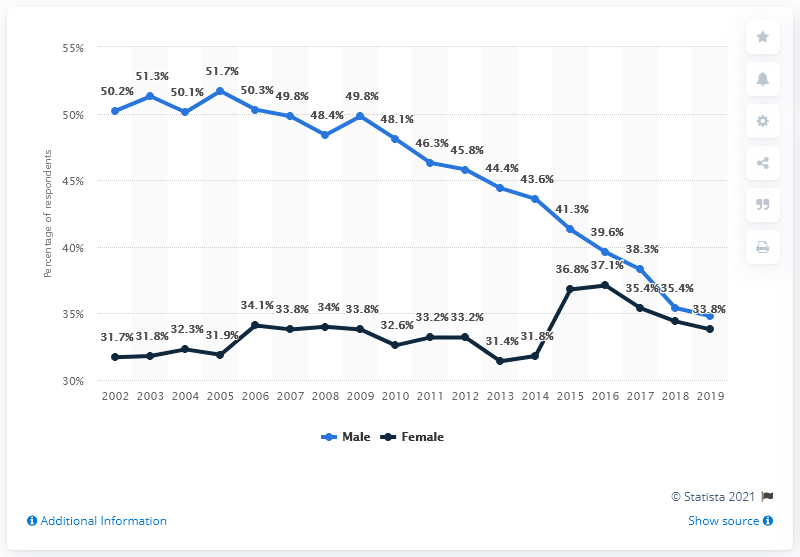 55%
51.7%
51.3%
50.2% 50.1% 50.3% 49.8% 49.8%
50% 48.4% 48.1%
46.3% 45.8%
45% 44.4% 43.6%
41.3%
Percentage of respondents
40% 39.6%
38.3%
36.8% 37.1%
35.4% 35.4%
35% 34.1% 33.8% 34% 33.8% 33.8%
31.7% 31.8% 32.3% 31.9% 32.6% 33.2% 33.2% 31.4% 31.8%
30%
2002 2003 2004 2005 2006 2007 2008 2009 2010 2011 2012 2013 2014 2015 2016 2017 2018 2019
Male Female
© Statista 2021
Additional Information Show source